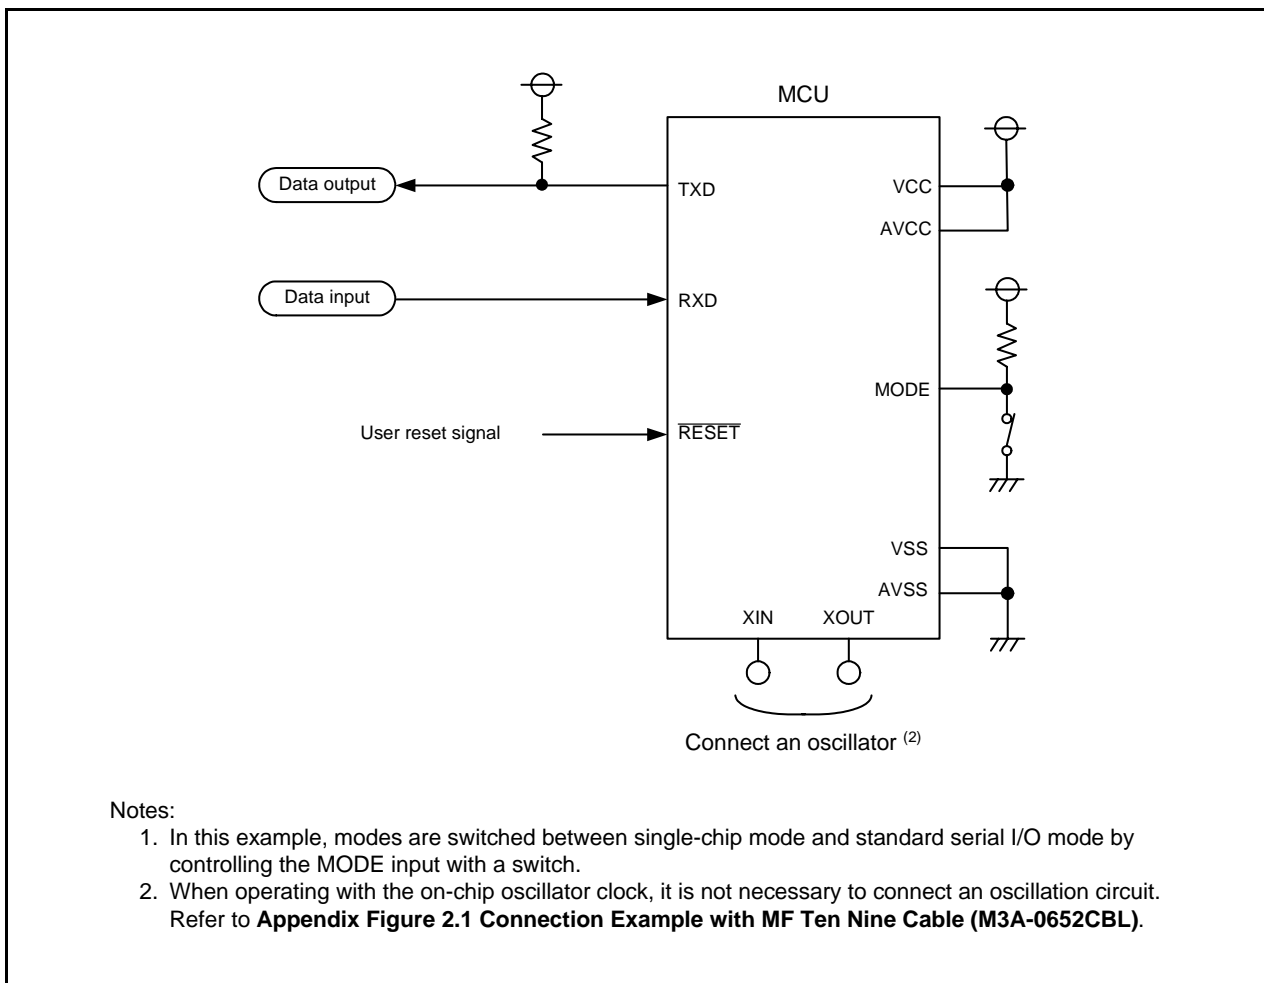 MCU
Data output
TXD
VCC
AVCC
Data input
RXD
MODE
User reset signal
RESET
VSS
AVSS
XIN XOUT
Connect an oscillator (2)
Notes:
1. In this example, modes are switched between single-chip mode and standard serial I/O mode by
controlling the MODE input with a switch.
2. When operating with the on-chip oscillator clock, it is not necessary to connect an oscillation circuit.
Refer to Appendix Figure 2.1 Connection Example with MF Ten Nine Cable (M3A-0652CBL).